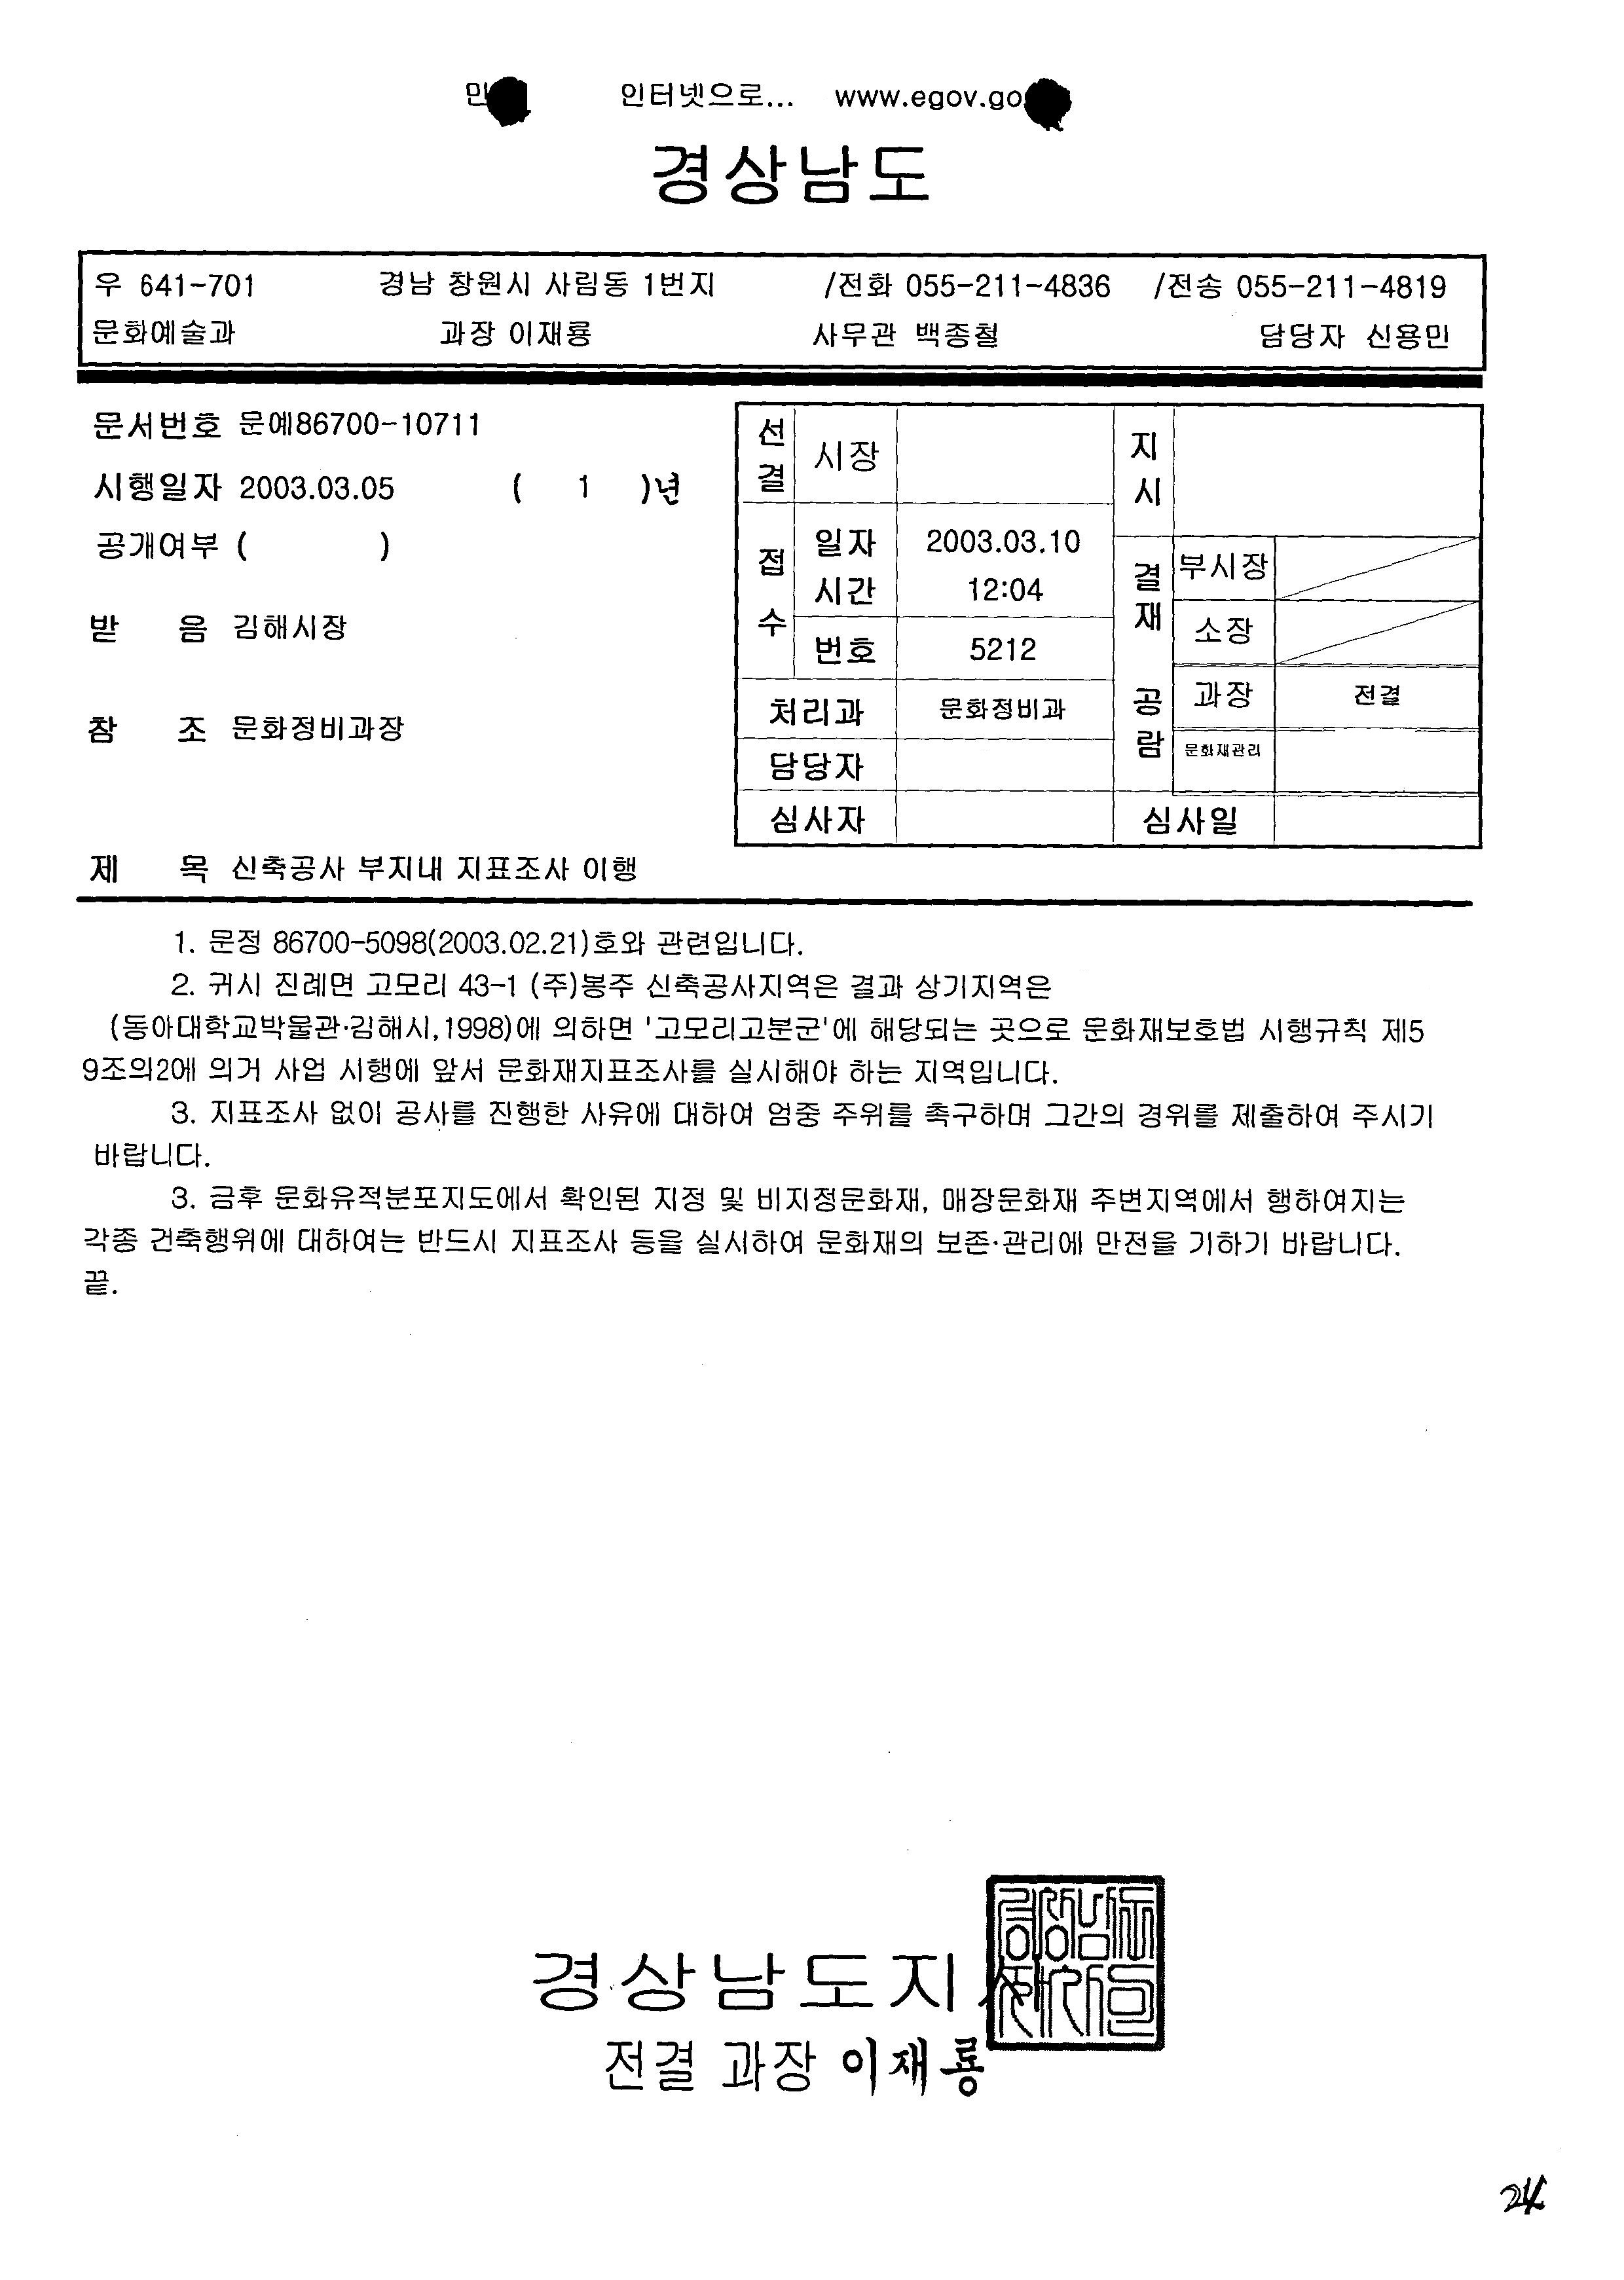 인터넷으로... www.egov.go
경상남도
우 641-701 경남 창원시 사림동 1번지 /전화 055-211-4836 /전송 055-211-4819
문화예술과 과장 이재룡 사무관 백종철 담당자 신용민
문서번호 문예86700-10711
시행일자 2003.03.05 ( 1 )년
공개여부 ( )
받 음 김해시장
참 조 문화정비과장
선결 시장 지시
접수 일자 2003.03.10
시간 12:04
번호 5212
결재 부시장
소장
공람 과장 전결
처리과 문화정비과
문화재관리
담당자
심사자 심사일
제 목 신축공사 부지내 지표조사 이행
1. 문정 86700-5098(2003.02.21)호와 관련입니다.
2. 귀시 진례면 고모리 43-1 (주)봉주 신축공사지역은 결과 상기지역은
(동아대학교박물관·김해시,1998)에 의하면 '고모리고분군'에 해당되는 곳으로 문화재보호법 시행규칙 제5
9조의2에 의거 사업 시행에 앞서 문화재지표조사를 실시해야 하는 지역입니다.
3. 지표조사 없이 공사를 진행한 사유에 대하여 엄중 주위를 촉구하며 그간의 경위를 제출하여 주시기
바랍니다.
3. 금후 문화유적분포지도에서 확인된 지정 및 비지정문화재, 매장문화재 주변지역에서 행하여지는
각종 건축행위에 대하여는 반드시 지표조사 등을 실시하여 문화재의 보존·관리에 만전을 기하기 바랍니다.
끝.
경상남도지사
전결 과장 이재룡
24